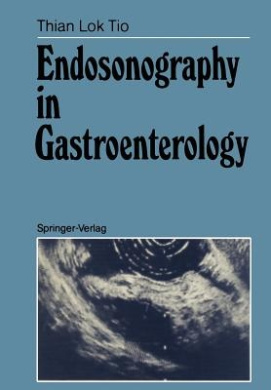 Thian Lok Tio
Endosonography
in
Gastroenterology
Springer-Verlag